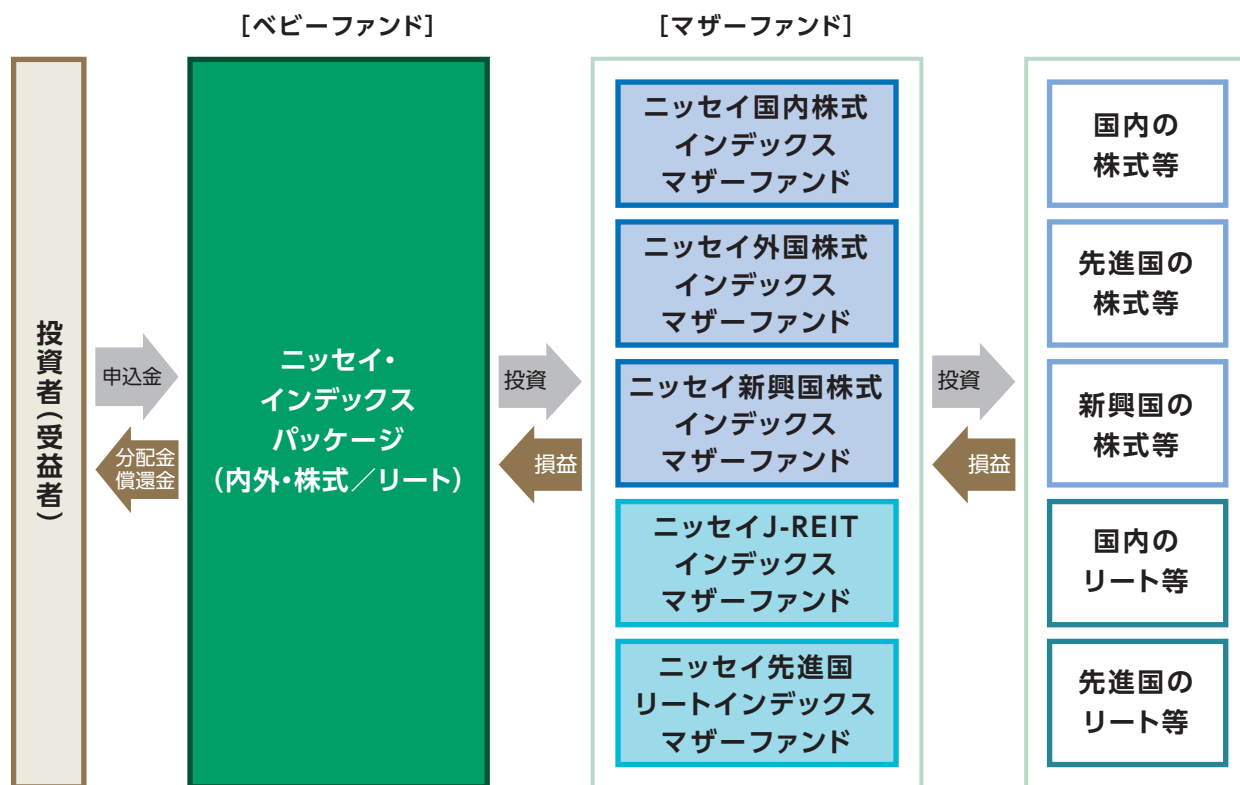 ［ベビーファンド］
［マザーファンド］
投資者（受益者）
申込金
分配金
償還金
ニッセイ・
インデックス
パッケージ
（内外・株式／リート）
投資
損益
ニッセイ国内株式
インデックス
マザーファンド
ニッセイ外国株式
インデックス
マザーファンド
ニッセイ新興国株式
インデックス
マザーファンド
ニッセイJ-REIT
インデックス
マザーファンド
ニッセイ先進国
リートインデックス
マザーファンド
投資
損益
国内の
株式等
先進国の
株式等
新興国の
株式等
国内の
リート等
先進国の
リート等